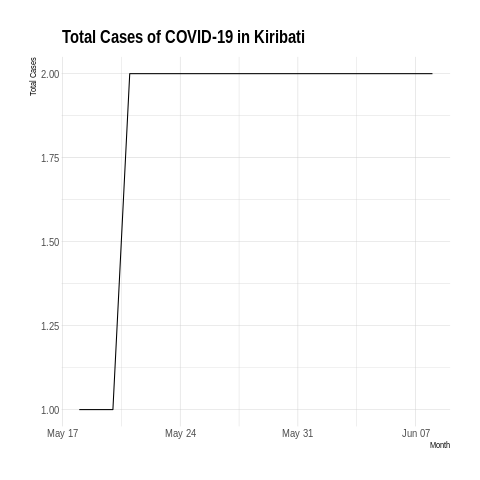 Total Cases of COVID-19 in Kiribati
Total Cases
2.00
1.75
1.50
1.25
1.00
May 17 May 24 May 31 Jun 07
Month